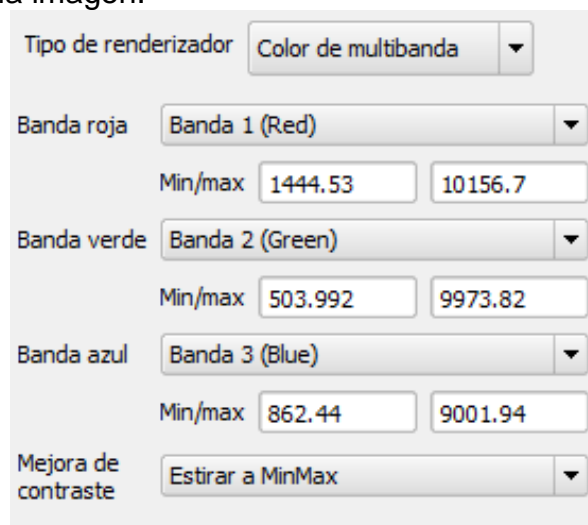 la imagen.
Tipo de renderizador Color de multibanda
Banda roja Banda 1 (Red)
Min/max 1444.53 10156.7
Banda verde Banda 2 (Green)
Min/max 503.992 9973.82
Banda azul Banda 3 (Blue)
Min/max 862.44 9001.94
Mejora de
contraste Estirar a MinMax